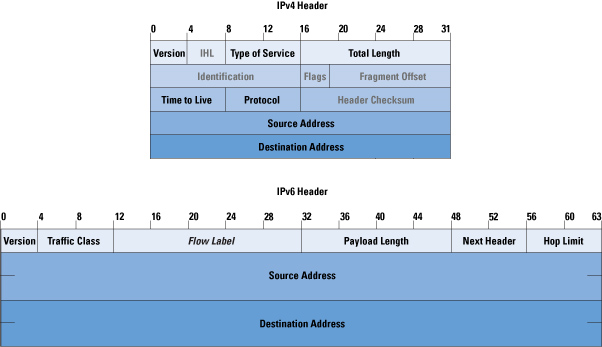 IPv4 Header
0 4 8 12 16 20 24 28 31
Version IHL Type of Service Total Length
Identification Flags Fragment Offset
Time to Live Protocol Header Checksum
Source Address
Destination Address
IPv6 Header
0 4 8 12 16 20 24 28 32 36 40 44 48 52 56 60 63
Version Traffic Class Flow Label Payload Length Next Header Hop Limit
Source Address
Destination Address